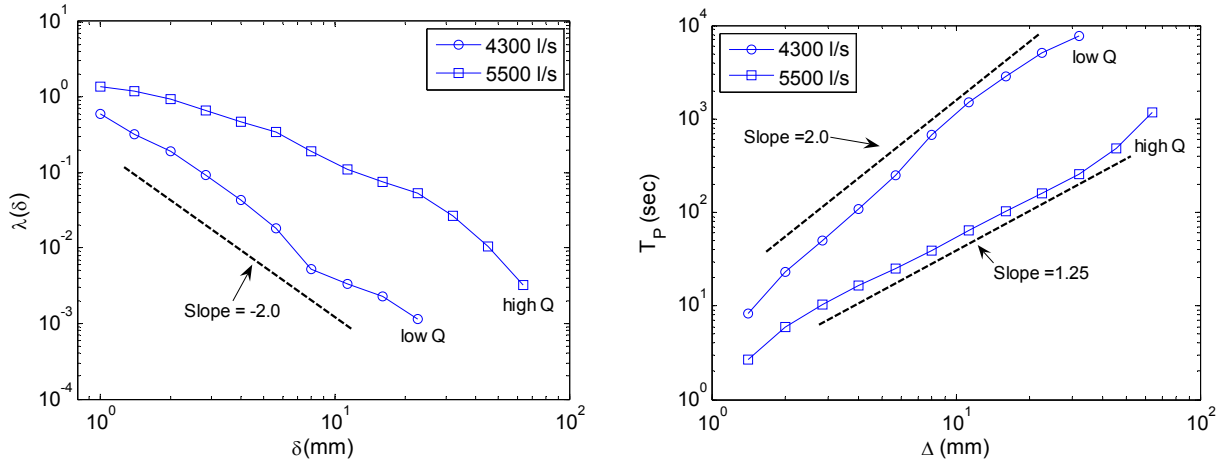 10^1
10^0
10^-1
10^-2
10^-3
10^-4
λ(δ)
4300 l/s
5500 l/s
Slope = -2.0
low Q
high Q
10^0
10^1
10^2
δ(mm)
10^4
10^3
10^2
10^1
10^0
T_P (sec)
4300 l/s
5500 l/s
low Q
Slope =2.0
high Q
Slope =1.25
10^0
10^1
10^2
Δ (mm)